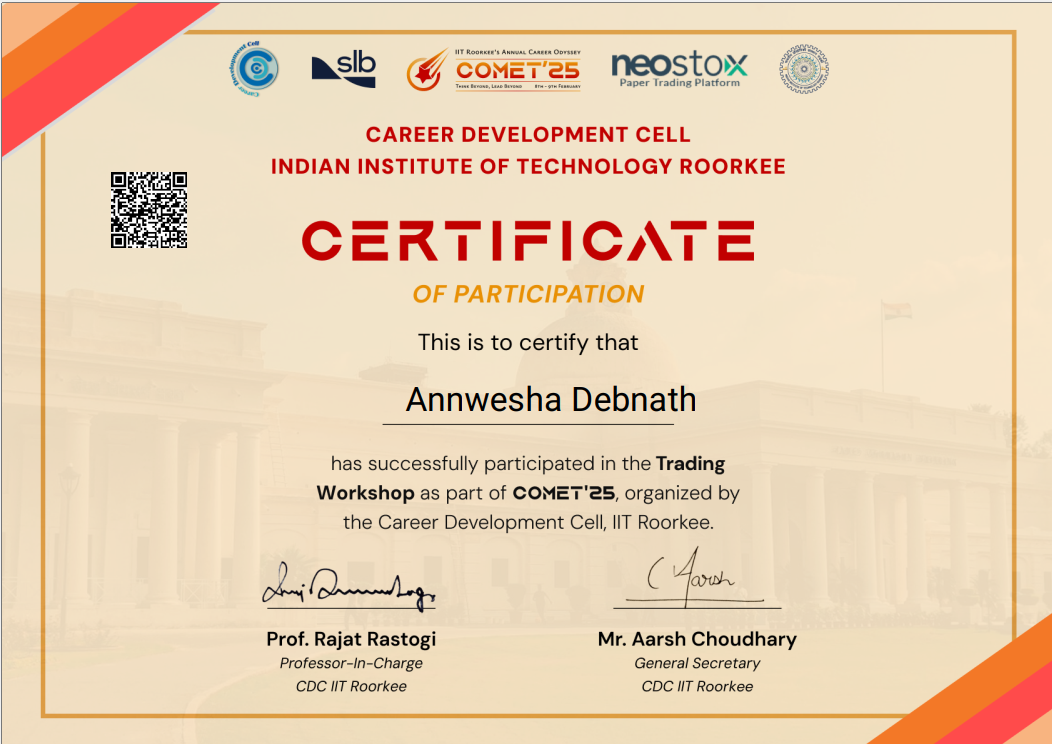 Career Development Cell
slb
IIT Roorkee's Annual Career Odyssey
COMET'25
Think Beyond, Lead Beyond 8th - 9th February
neostox
Paper Trading Platform
CAREER DEVELOPMENT CELL
INDIAN INSTITUTE OF TECHNOLOGY ROORKEE
CERTIFICATE
OF PARTICIPATION
This is to certify that
Annwesha Debnath
has successfully participated in the Trading
Workshop as part of COMET'25, organized by
the Career Development Cell, IIT Roorkee.
Aarsh
Prof. Rajat Rastogi
Professor-In-Charge
CDC IIT Roorkee
Mr. Aarsh Choudhary
General Secretary
CDC IIT Roorkee